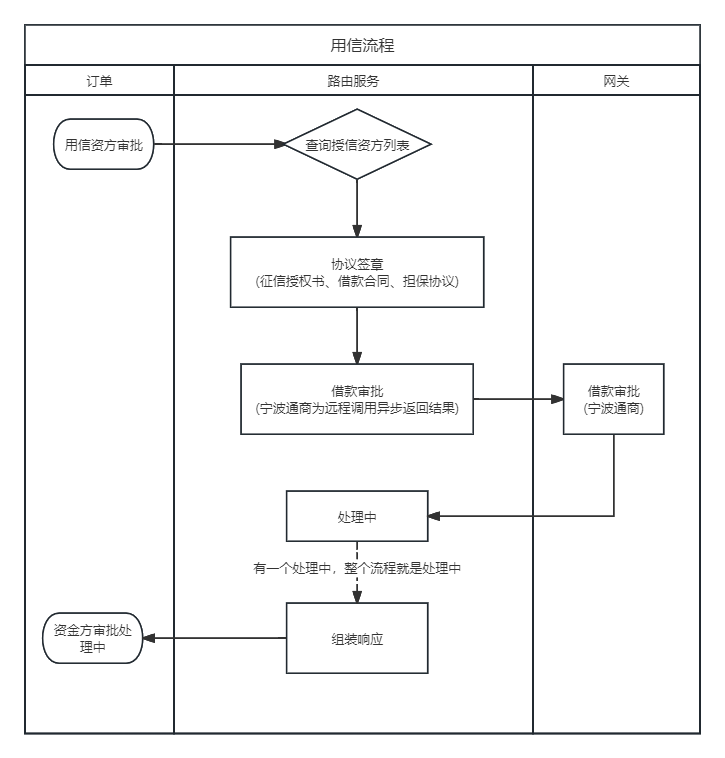 用信流程
订单
路由服务
网关
用信资方审批
查询授信资方列表
协议签章
(征信授权书、借款合同、担保协议)
借款审批
(宁波通商为远程调用异步返回结果)
借款审批
(宁波通商)
处理中
有一个处理中，整个流程就是处理中
资金方审批处
理中
组装响应